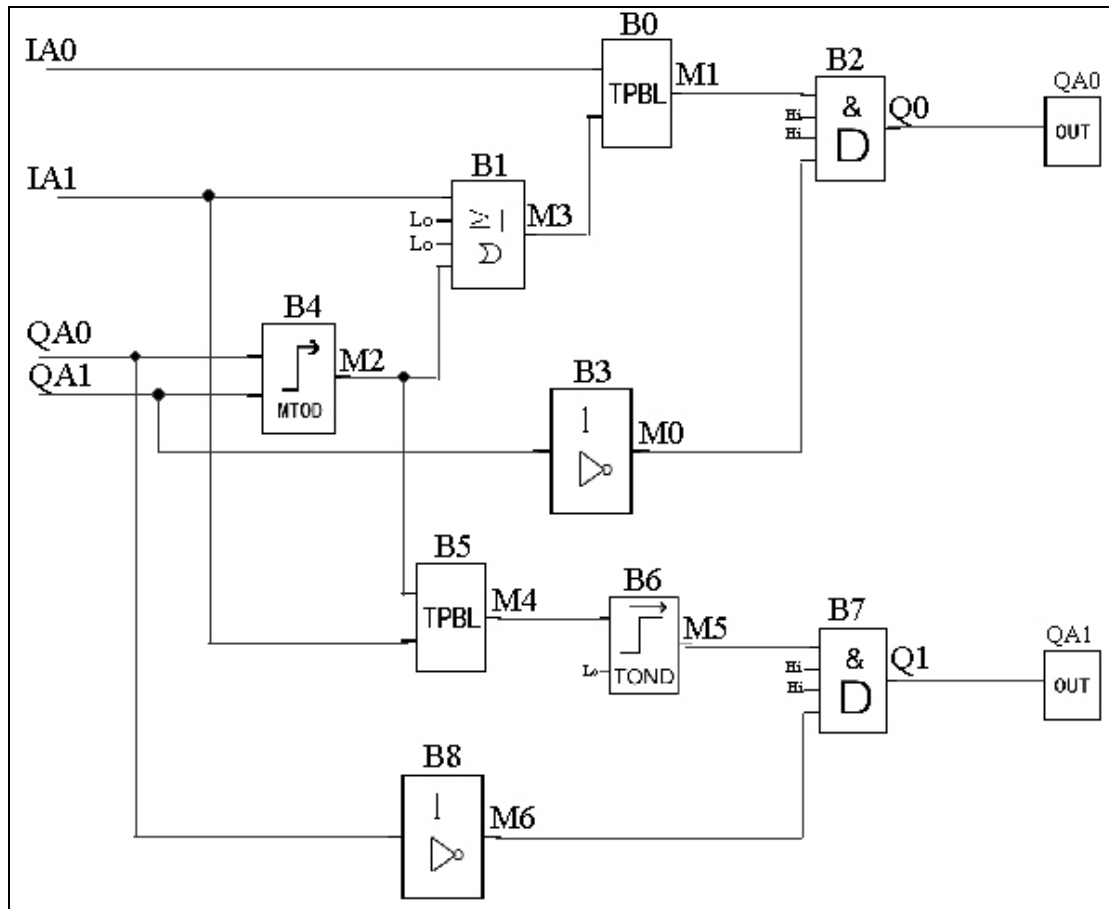 B0
IA0
TPBL
M1
B2
&
D
Hi
Hi
Q0
QA0
OUT
IA1
B1
≥1
Lo
Lo
M3
B4
QA0
QA1
MTOD
M2
B3
1
M0
B5
TPBL
M4
B6
Lo
TOND
M5
B7
&
D
Hi
Hi
Q1
QA1
OUT
B8
1
M6